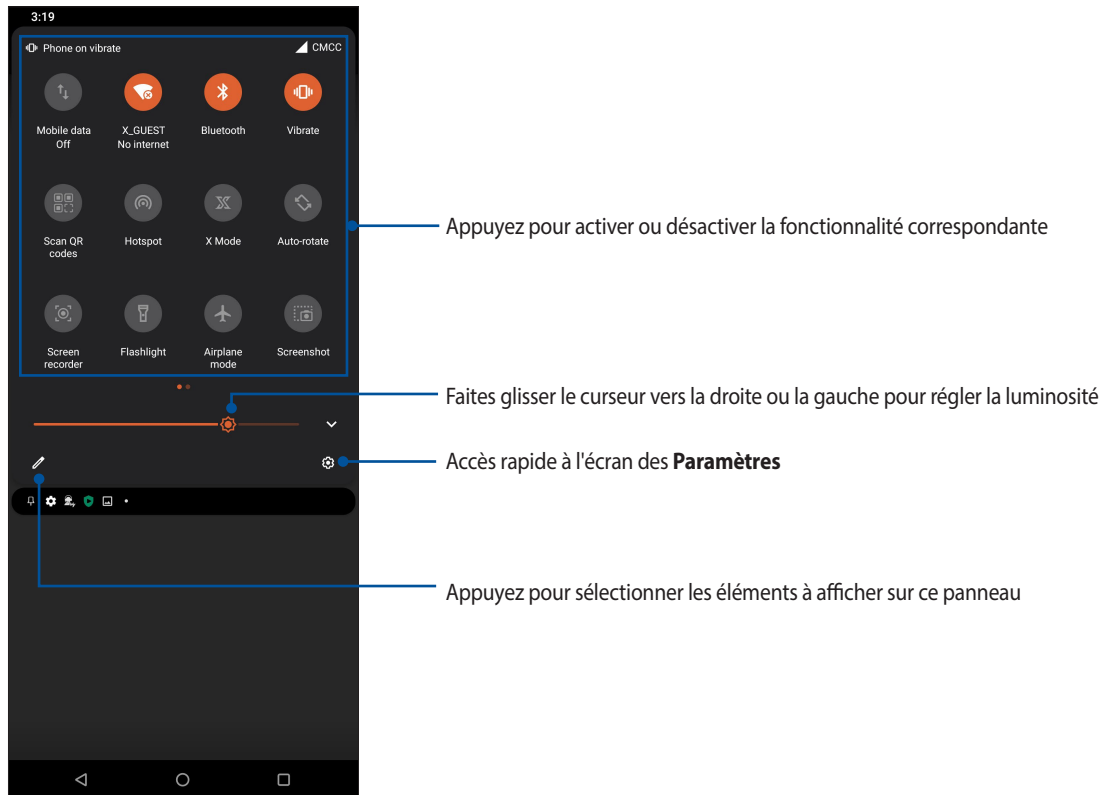 3:19
Phone on vibrate
CMCC
Mobile data
Off
X_GUEST
No internet
Bluetooth
Vibrate
Scan QR
codes
Hotspot
X Mode
Auto-rotate
Appuyez pour activer ou désactiver la fonctionnalité correspondante
Screen
recorder
Flashlight
Airplane
mode
Screenshot
Faites glisser le curseur vers la droite ou la gauche pour régler la luminosité
Accès rapide à l'écran des Paramètres
Appuyez pour sélectionner les éléments à afficher sur ce panneau